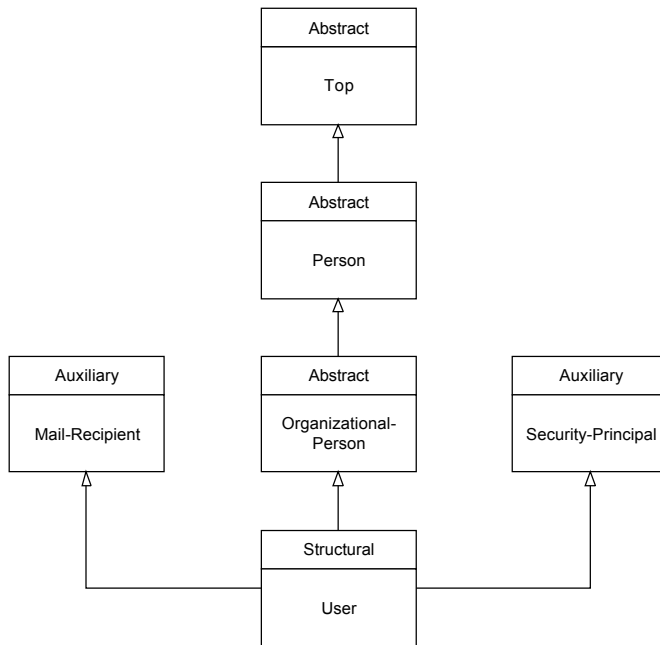 Abstract
Top
Abstract
Person
Auxiliary
Mail-Recipient
Abstract
Organizational-
Person
Auxiliary
Security-Principal
Structural
User